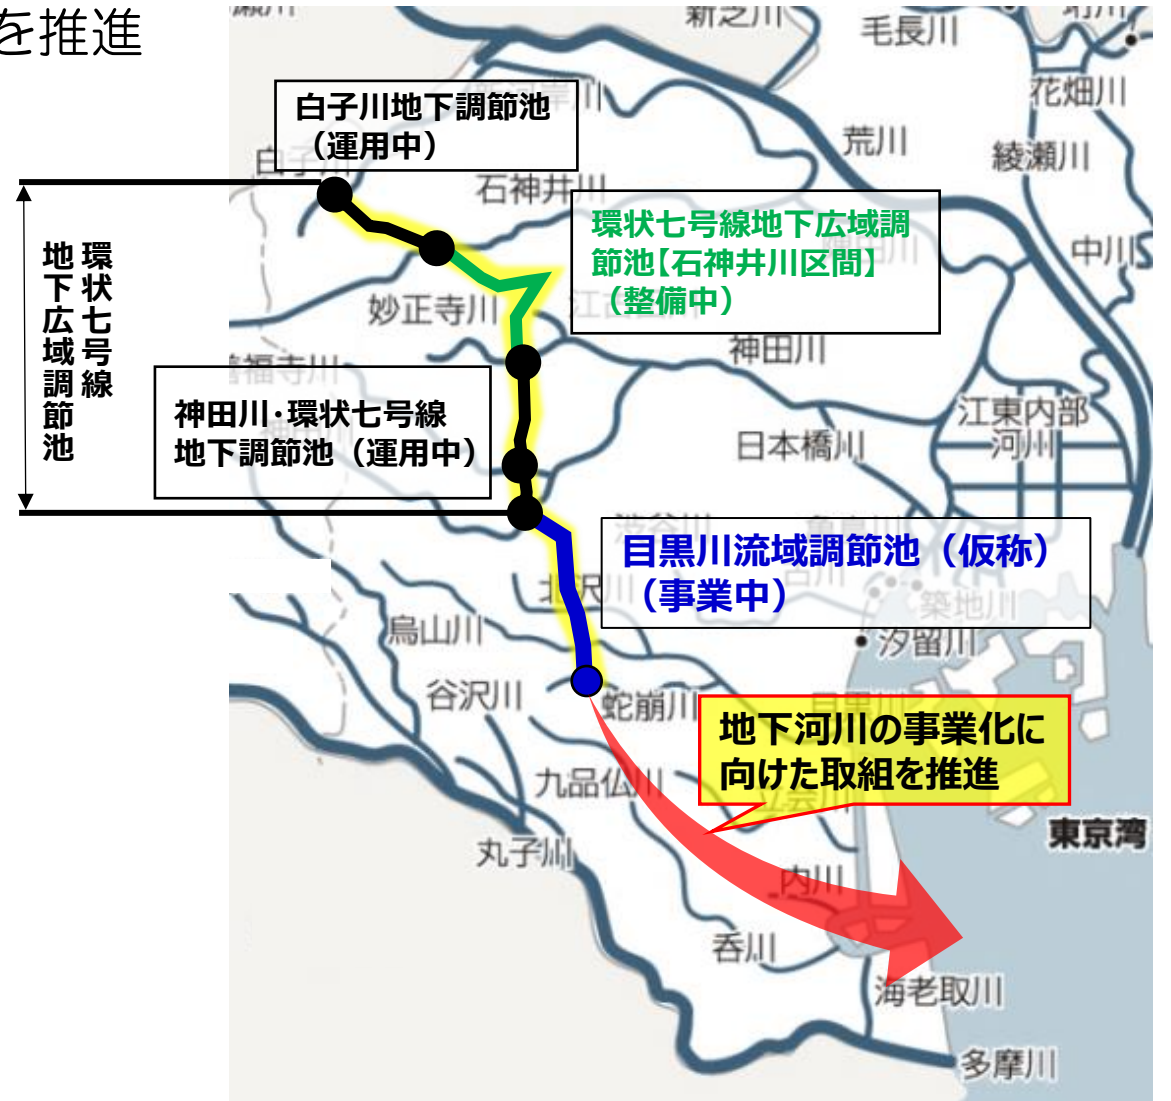 を推進
新芝川
毛長川
花畑川
白子川地下調節池
（運用中）
荒川
綾瀬川
石神井川
環状七号線地下広域調
節池【石神井川区間】
（整備中）
中川
環状七号線
地下広域調節池
妙正寺川
神田川
神田川・環状七号線
地下調節池（運用中）
江東内部
河川
日本橋川
目黒川流域調節池（仮称）
（事業中）
北沢川
築地川
汐留川
烏山川
谷沢川
蛇崩川
目黒川
地下河川の事業化に
向けた取組を推進
九品仏川
立会川
東京湾
丸子川
内川
呑川
海老取川
多摩川